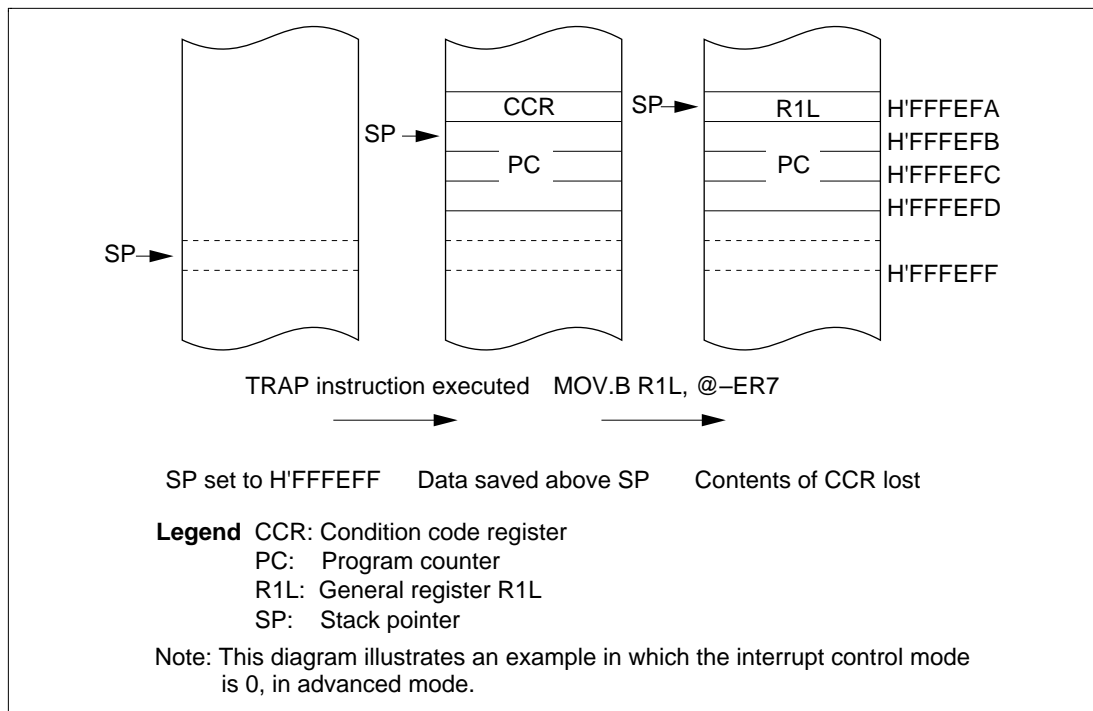 CCR SP R1L H'FFFEFA
SP H'FFFEFB
PC PC H'FFFEFC
H'FFFEFD
SP
H'FFFEFF
TRAP instruction executed MOV.B R1L, @–ER7
SP set to H'FFFEFF Data saved above SP Contents of CCR lost
Legend CCR: Condition code register
PC: Program counter
R1L: General register R1L
SP: Stack pointer
Note: This diagram illustrates an example in which the interrupt control mode
is 0, in advanced mode.